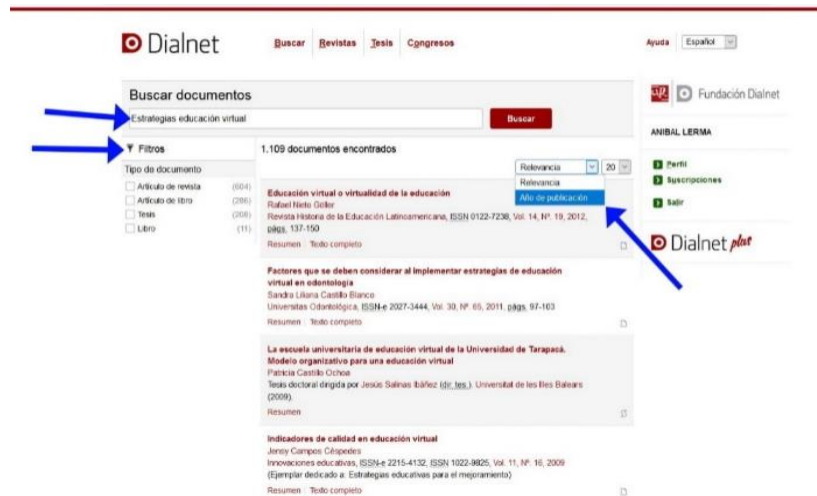 Dialnet
Buscar Revistas Tesis Congresos
Ayuda Español
Buscar documentos
Estrategias educación virtual
Buscar
Fundación Dialnet
ANIBAL LERMA
Perfil
Suscripciones
Salir
Dialnet plus
Filtros
Tipo de documento
Artículo de revista (604)
Artículo de libro (286)
Tesis (208)
Libro (11)
1.109 documentos encontrados
Relevancia 20
Relevancia
Año de publicación
Educación virtual o virtualidad de la educación
Rafael Nieto Göller
Revista Historia de la Educación Latinoamericana, ISSN 0122-7238, Vol. 14, Nº. 19, 2012,
págs. 137-150
Resumen Texto completo
Factores que se deben considerar al implementar estrategias de educación
virtual en odontología
Sandra Liliana Castillo Blanco
Universitas Odontológica, ISSN-e 2027-3444, Vol. 30, Nº. 65, 2011, págs. 97-103
Resumen Texto completo
La escuela universitaria de educación virtual de la Universidad de Tarapacá.
Modelo organizativo para una educación virtual
Patricia Castillo Ochoa
Tesis doctoral dirigida por Jesús Salinas Ibáñez (dir. tes.). Universitat de les Illes Balears
(2009).
Resumen
Indicadores de calidad en educación virtual
Jensy Campos Céspedes
Innovaciones educativas, ISSN-e 2215-4132, ISSN 1022-9825, Vol. 11, Nº. 16, 2009
(Ejemplar dedicado a: Estrategias educativas para el mejoramiento)
Resumen Texto completo